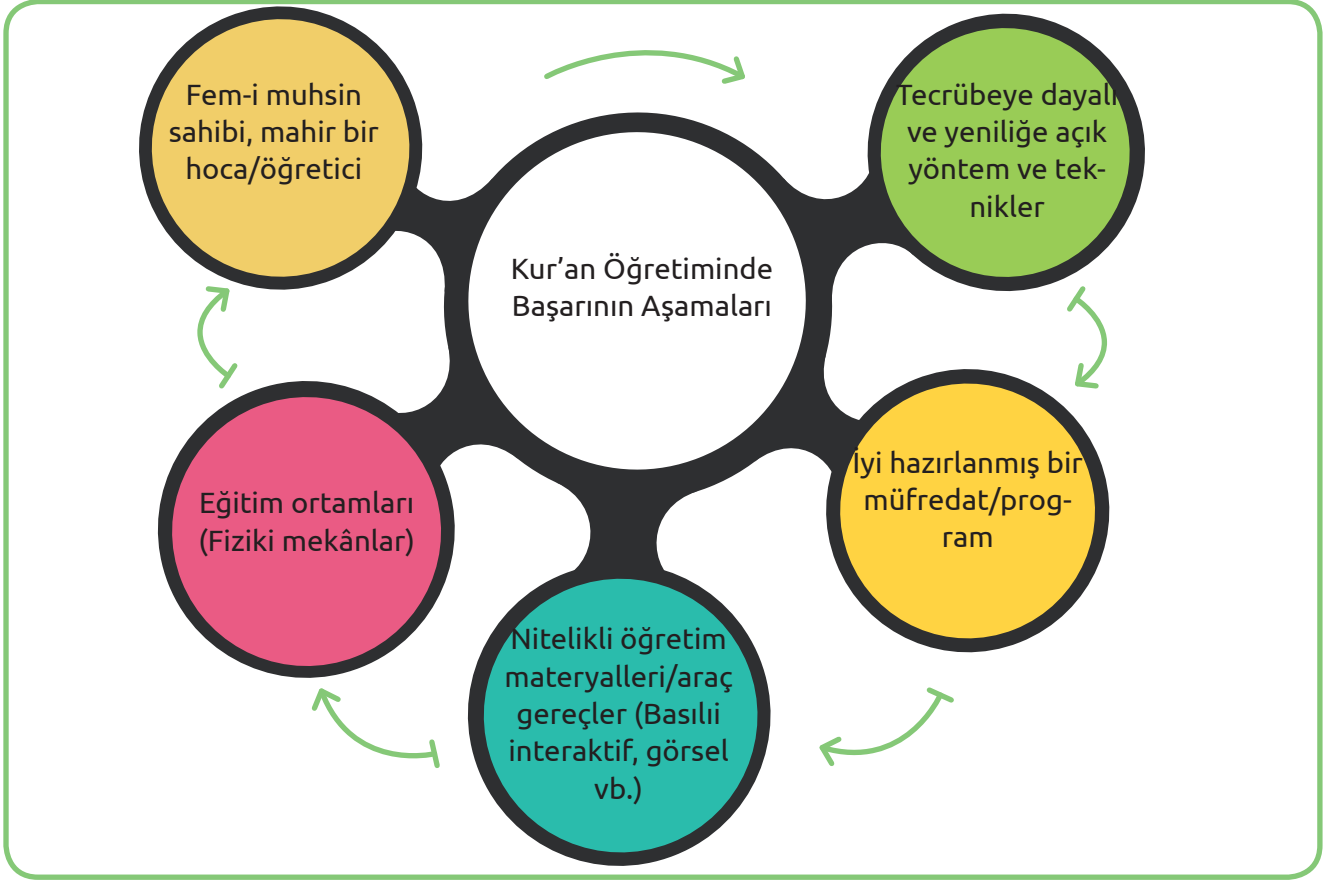 Fem-i muhsin
sahibi, mahir bir
hoca/öğretici
Tecrübeye dayalı
ve yeniliğe açık
yöntem ve tek-
nikler
Kur’an Öğretiminde
Başarının Aşamaları
İyi hazırlanmış bir
müfredat/prog-
ram
Eğitim ortamları
(Fiziki mekânlar)
Nitelikli öğretim
materyalleri/araç
gereçler (Basılıi
interaktif, görsel
vb.)